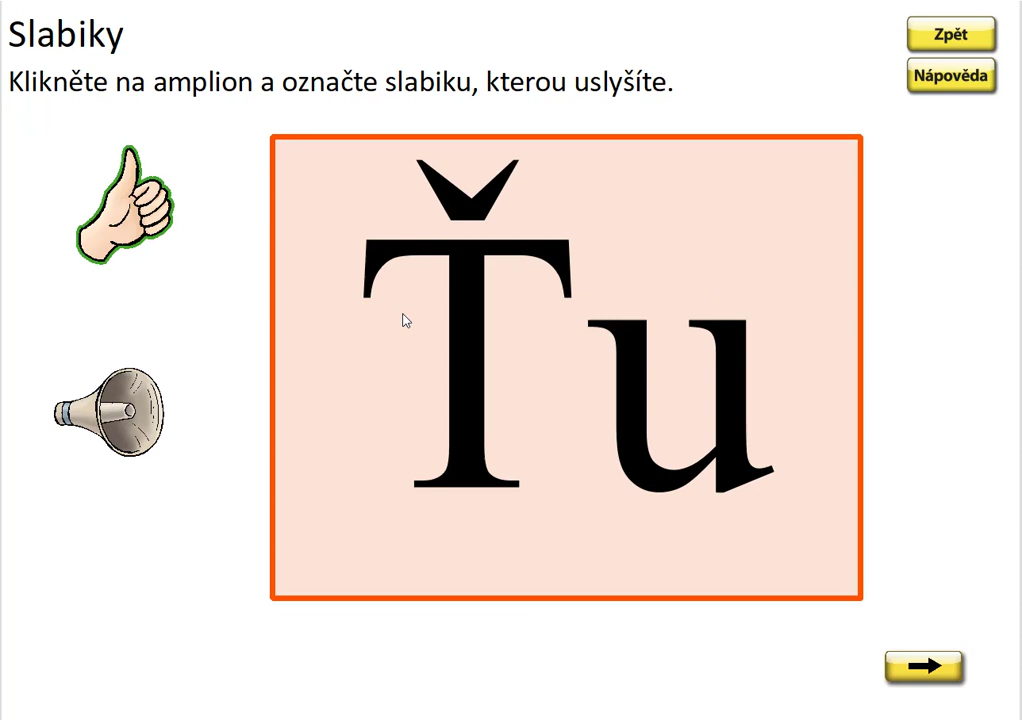 Slabiky
Zpět
Klikněte na amplion a označte slabiku, kterou uslyšíte.
Nápověda
Ťu